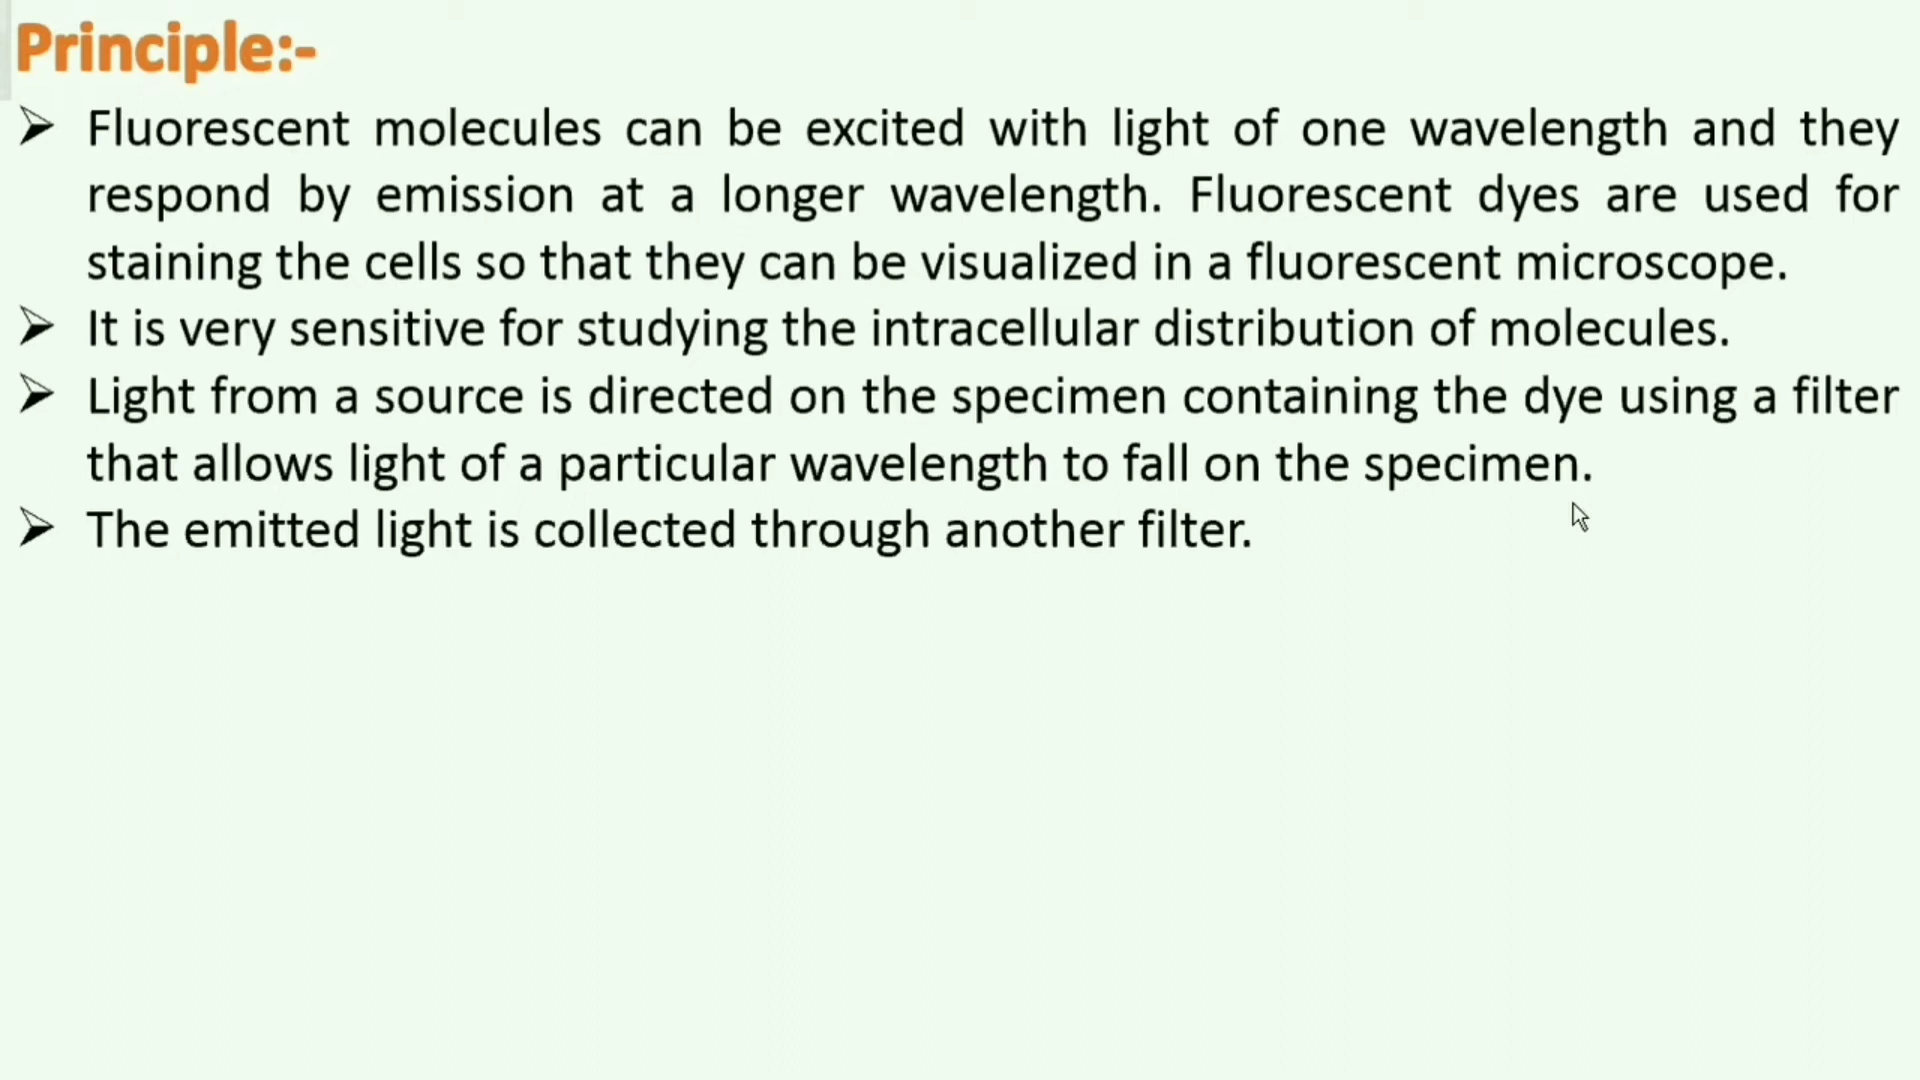 Principle:-
➢ Fluorescent molecules can be excited with light of one wavelength and they
respond by emission at a longer wavelength. Fluorescent dyes are used for
staining the cells so that they can be visualized in a fluorescent microscope.
➢ It is very sensitive for studying the intracellular distribution of molecules.
➢ Light from a source is directed on the specimen containing the dye using a filter
that allows light of a particular wavelength to fall on the specimen.
➢ The emitted light is collected through another filter.